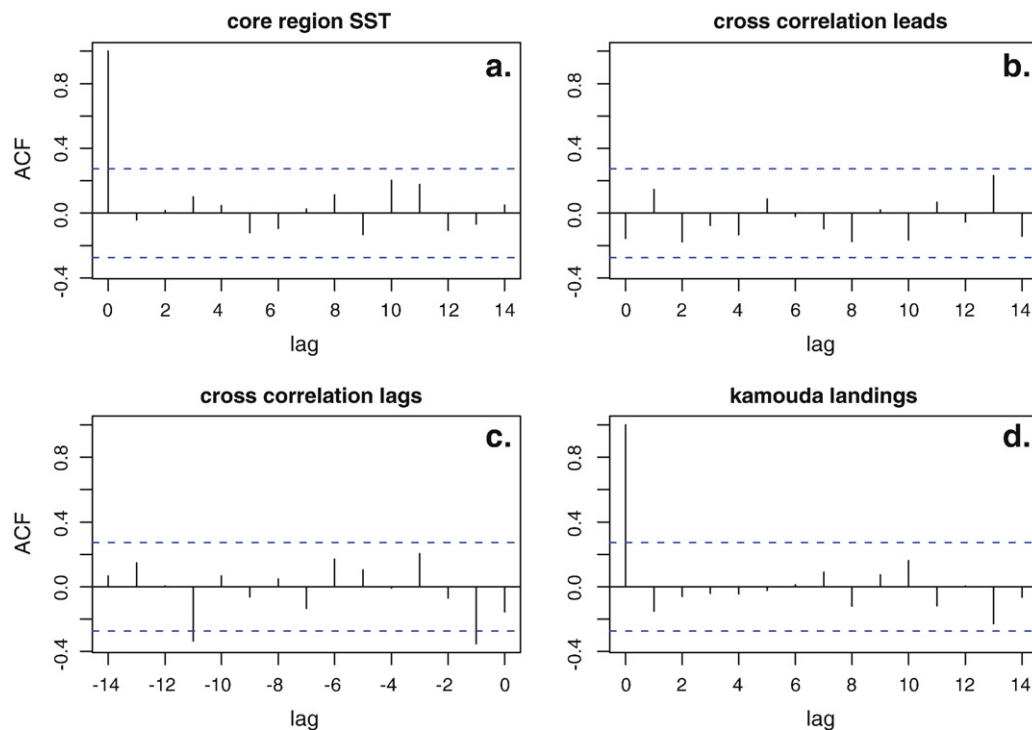 core region SST
cross correlation leads
a.
b.
ACF
0.8
0.4
0.0
-0.4
0.8
0.4
0.0
-0.4
0 2 4 6 8 10 12 14
0 2 4 6 8 10 12 14
lag
lag
cross correlation lags
kamouda landings
c.
d.
ACF
0.8
0.4
0.0
-0.4
0.8
0.4
0.0
-0.4
-14 -12 -10 -8 -6 -4 -2 0
0 2 4 6 8 10 12 14
lag
lag